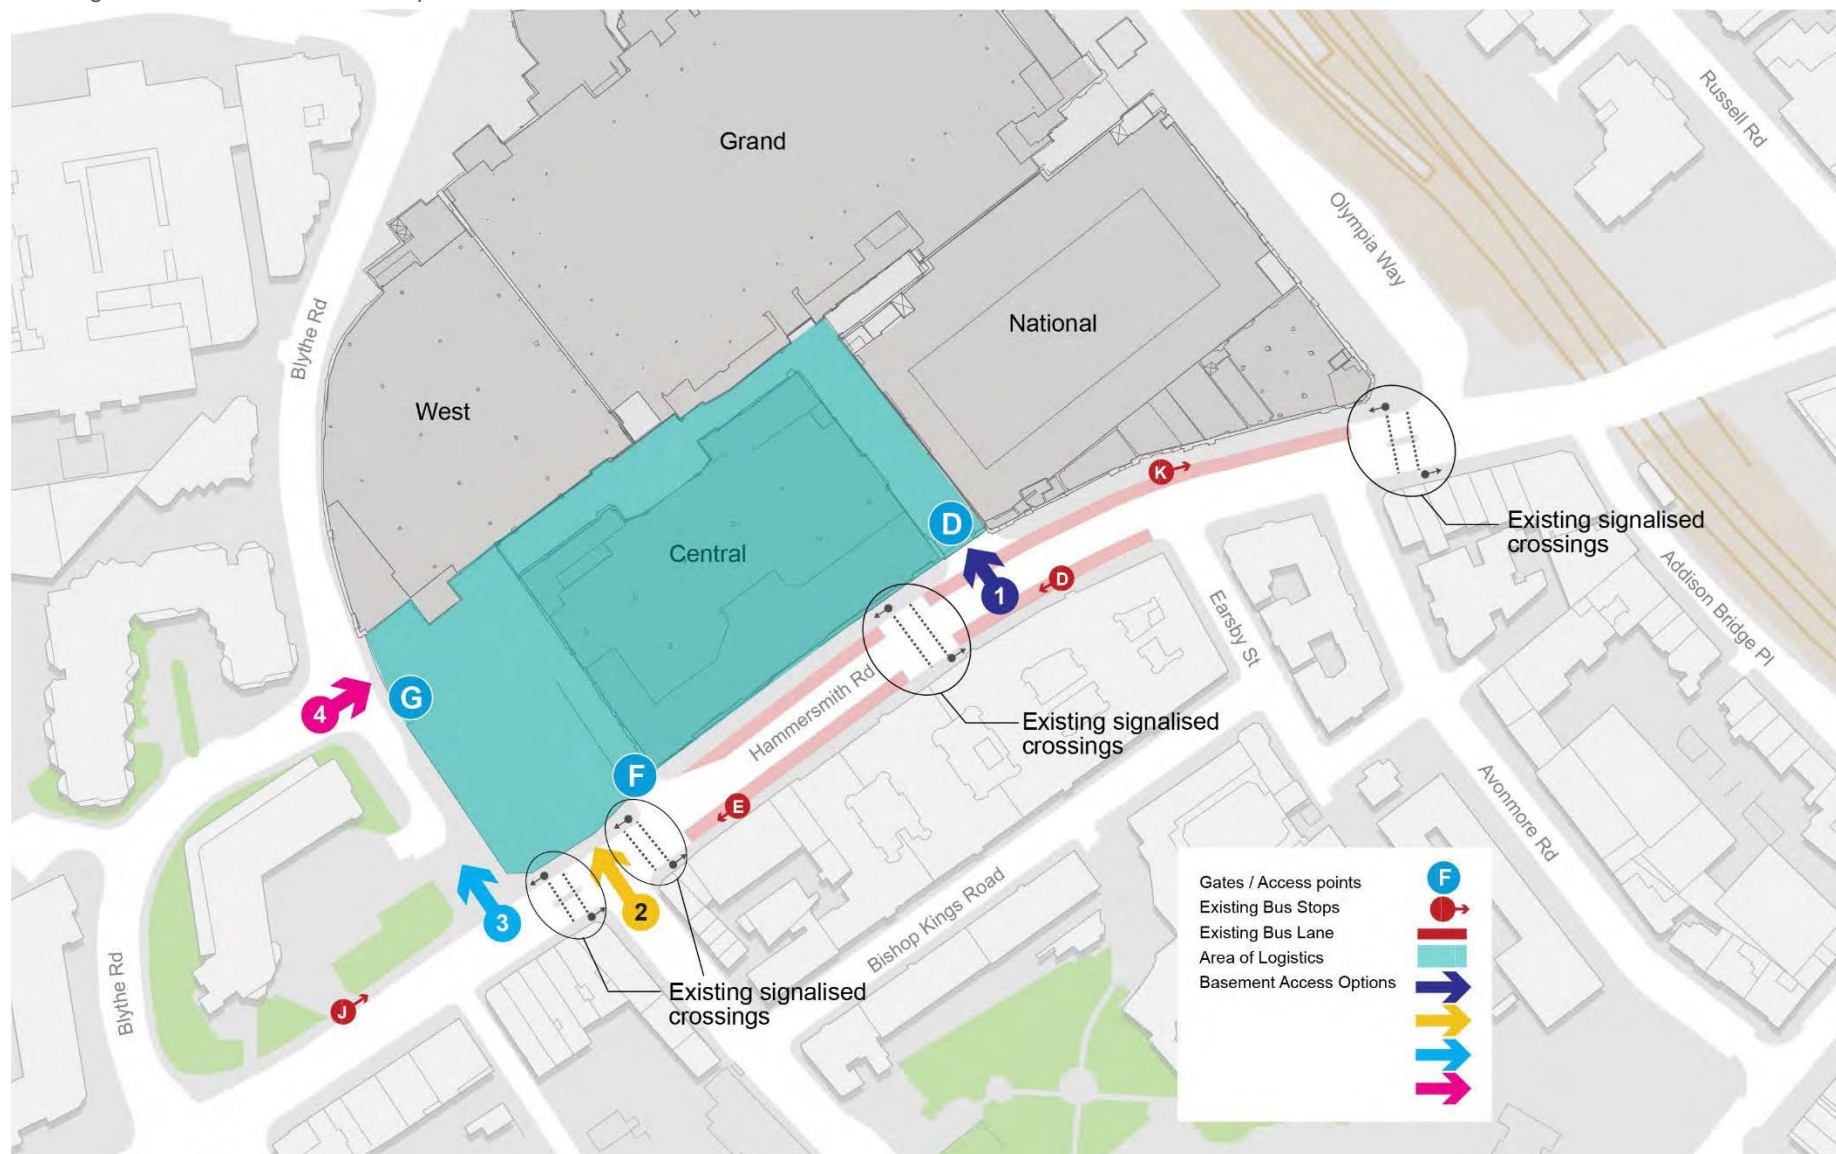 Grand
Russell Rd
Olympia Way
Blythe Rd
National
West
K
Existing signalised
crossings
D
Central
D
1
Addison Bridge Pl
Earsby St
G
4
Hammersmith Rd
Existing signalised
crossings
F
E
Avonmore Rd
2
3
Bishop Kings Road
Gates / Access points
F
Existing Bus Stops
Existing Bus Lane
Area of Logistics
Basement Access Options
Existing signalised
crossings
Blythe Rd
J